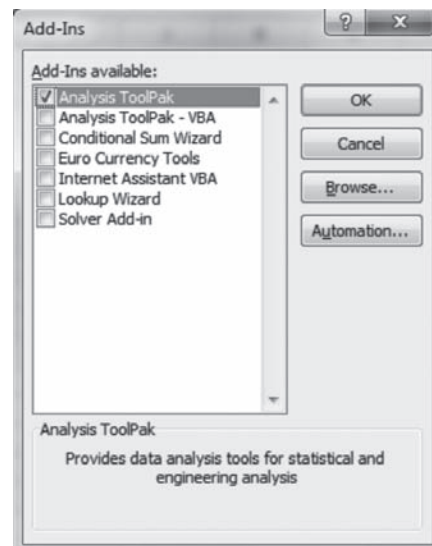 Add-Ins
?
X
Add-Ins available:
Analysis ToolPak
Analysis ToolPak - VBA
Conditional Sum Wizard
Euro Currency Tools
Internet Assistant VBA
Lookup Wizard
Solver Add-in
OK
Cancel
Browse...
Automation...
Analysis ToolPak
Provides data analysis tools for statistical and
engineering analysis